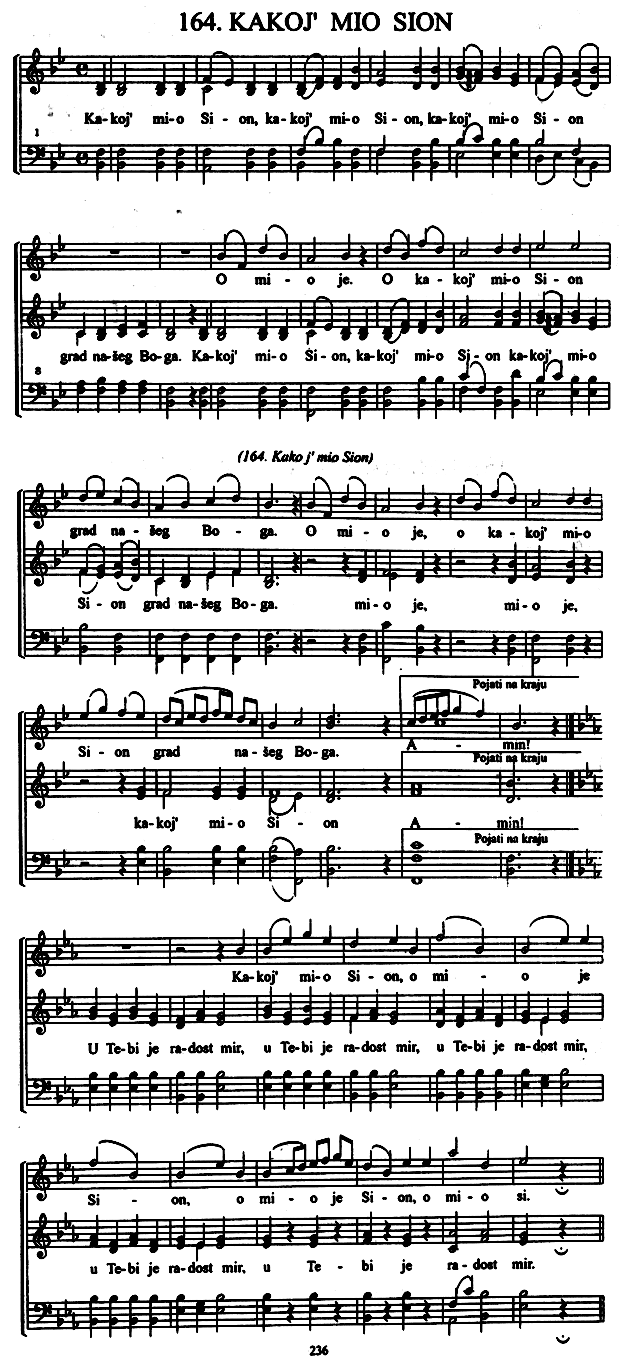 164. KAKOJ' MIO SION
Ka-koj' mi-o Si-on, ka-koj' mi-o Si-on, ka-koj' mi-o Si-on
1
O mi-o je. O ka-koj' mi-o Si-on
grad na-šeg Bo-ga. Ka-koj' mi-o Si-on, ka-koj' mi-o Si-on ka-koj' mi-o
8
(164. Kako j' mio Sion)
grad na-šeg Bo-ga. O mi-o je, o ka-koj' mio
Si-on grad na-šeg Bo-ga. mi-o je, mi-o je,
Pojati na kraju
Si-on grad na-šeg Bo-ga. A-min!
Pojati na kraju
ka-koj' mi-o Si-on A-min!
Pojati na kraju
Ka-koj' mi-o Si-on, o mi-o je
U Te-bi je ra-dost mir, u Te-bi je ra-dost mir, u Te-bi je ra-dost mir,
Si-on, o mi-o je Si-on, o mi-o si.
u Te-bi je ra-dost mir, u Te-bi je ra-dost mir.
236